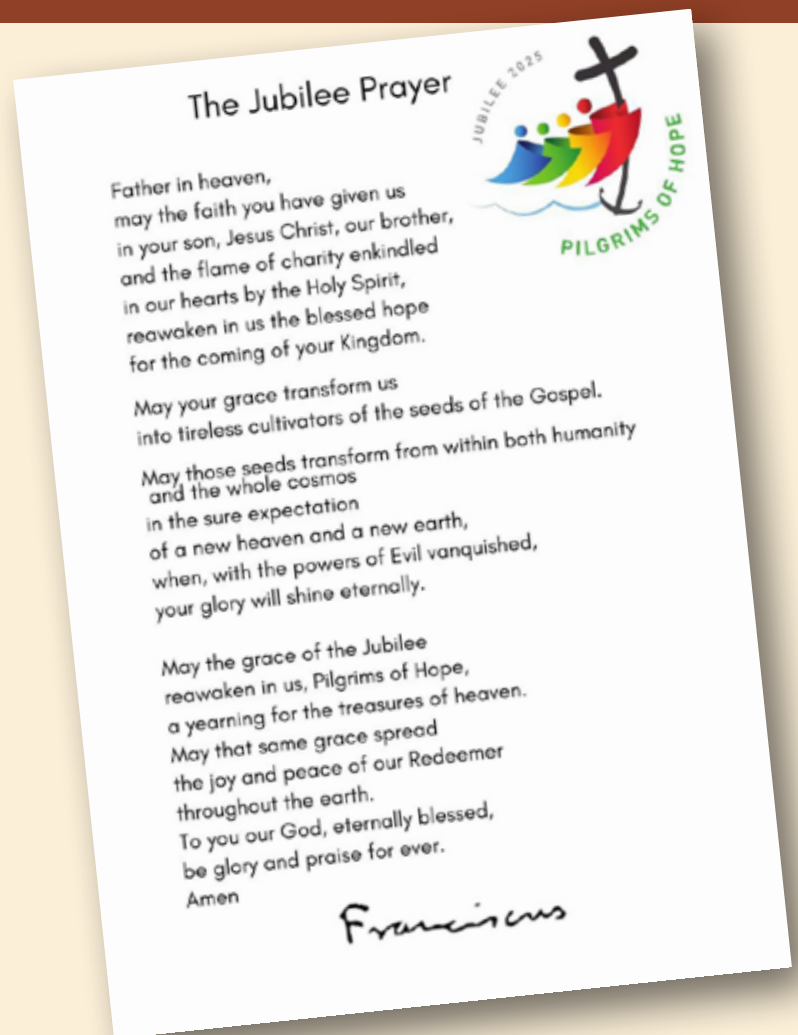 The Jubilee Prayer
JUBILEE 2025
PILGRIMS OF HOPE
Father in heaven,
may the faith you have given us
in your son, Jesus Christ, our brother,
and the flame of charity enkindled
in our hearts by the Holy Spirit,
reawaken in us the blessed hope
for the coming of your Kingdom.
May your grace transform us
into tireless cultivators of the seeds of the Gospel.
May those seeds transform from within both humanity
and the whole cosmos
in the sure expectation
of a new heaven and a new earth,
when, with the powers of Evil vanquished,
your glory will shine eternally.
May the grace of the Jubilee
reawaken in us, Pilgrims of Hope,
a yearning for the treasures of heaven.
May that same grace spread
the joy and peace of our Redeemer
throughout the earth.
To you our God, eternally blessed,
be glory and praise for ever.
Amen
Franciscus